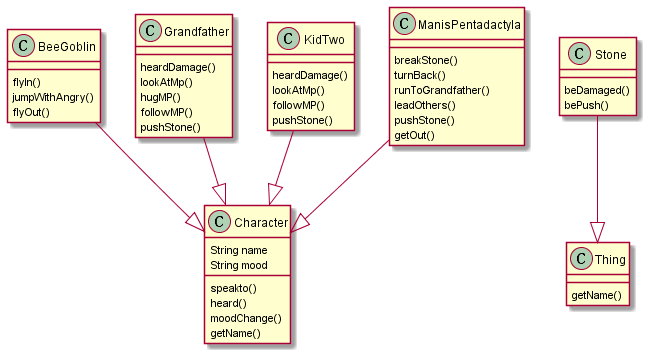 C BeeGoblin
flyIn()
jumpWithAngry()
flyOut()
C Grandfather
heardDamage()
lookAtMp()
hugMP()
followMP()
pushStone()
C KidTwo
heardDamage()
lookAtMp()
followMP()
pushStone()
C ManisPentadactyla
breakStone()
turnBack()
runToGrandfather()
leadOthers()
pushStone()
getOut()
C Stone
beDamaged()
bePush()
C Character
String name
String mood
speakto()
heard()
moodChange()
getName()
C Thing
getName()